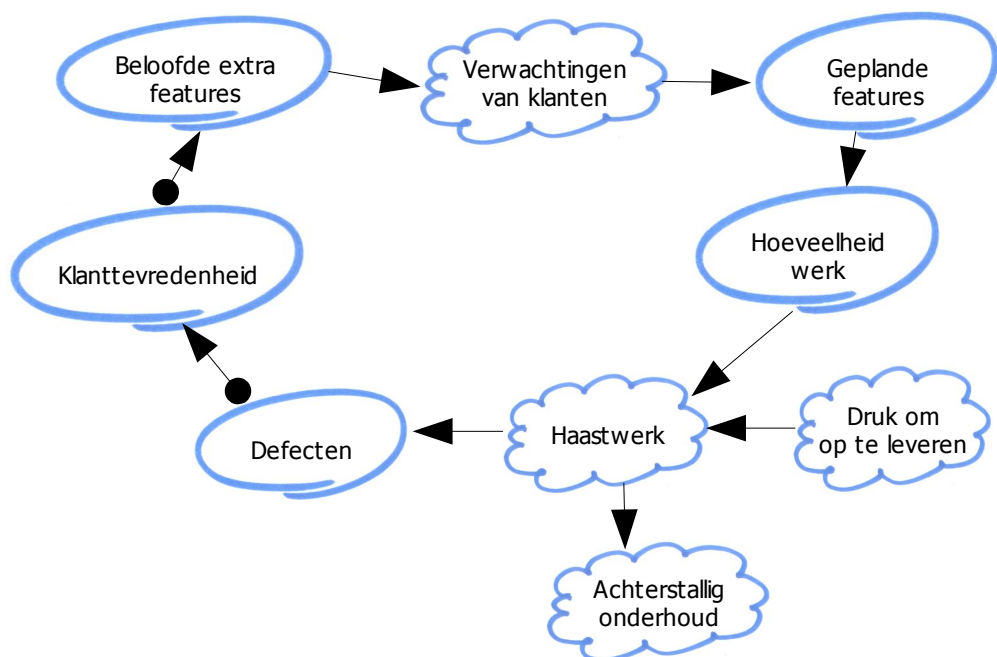 Beloofde extra
features
Verwachtingen
van klanten
Geplande
features
Hoeveelheid
werk
Klanttevredenheid
Druk om
op te leveren
Haastwerk
Defecten
Achterstallig
onderhoud